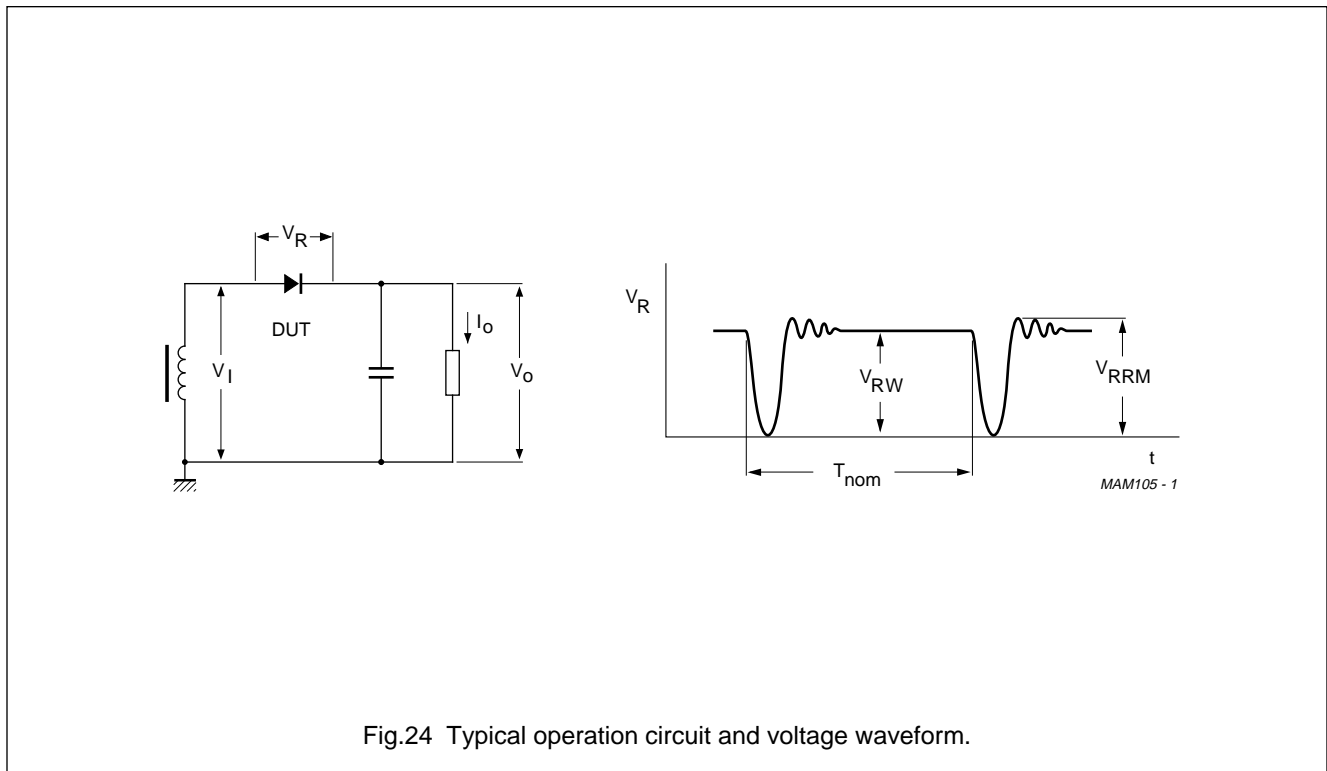 V_R
DUT
I_o
V_I
V_o
V_R
V_RW
V_RRM
T_nom
t
MAM105 - 1
Fig.24 Typical operation circuit and voltage waveform.